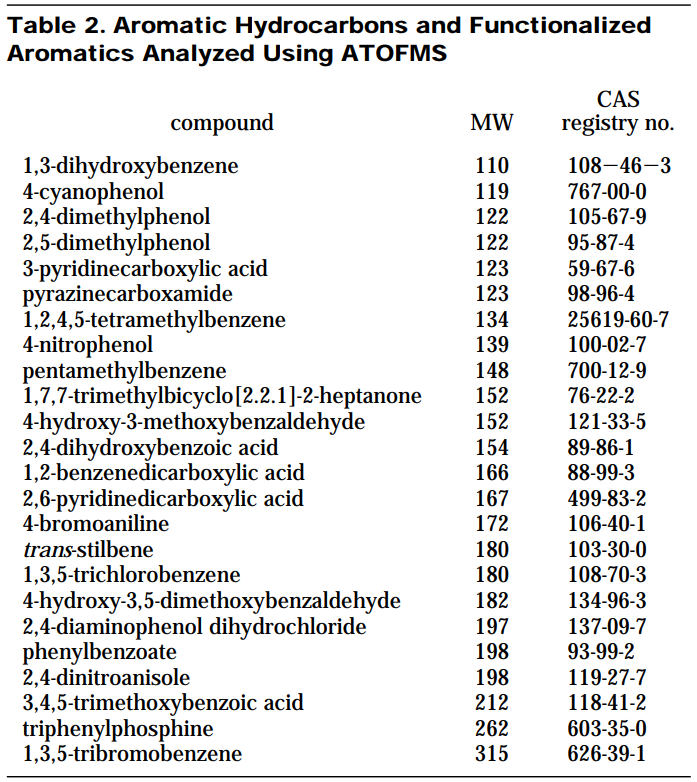 Table 2. Aromatic Hydrocarbons and Functionalized
Aromatics Analyzed Using ATOFMS
CAS
compound MW registry no.
1,3-dihydroxybenzene 110 108−46−3
4-cyanophenol 119 767-00-0
2,4-dimethylphenol 122 105-67-9
2,5-dimethylphenol 122 95-87-4
3-pyridinecarboxylic acid 123 59-67-6
pyrazinecarboxamide 123 98-96-4
1,2,4,5-tetramethylbenzene 134 25619-60-7
4-nitrophenol 139 100-02-7
pentamethylbenzene 148 700-12-9
1,7,7-trimethylbicyclo[2.2.1]-2-heptanone 152 76-22-2
4-hydroxy-3-methoxybenzaldehyde 152 121-33-5
2,4-dihydroxybenzoic acid 154 89-86-1
1,2-benzenedicarboxylic acid 166 88-99-3
2,6-pyridinedicarboxylic acid 167 499-83-2
4-bromoaniline 172 106-40-1
trans-stilbene 180 103-30-0
1,3,5-trichlorobenzene 180 108-70-3
4-hydroxy-3,5-dimethoxybenzaldehyde 182 134-96-3
2,4-diaminophenol dihydrochloride 197 137-09-7
phenylbenzoate 198 93-99-2
2,4-dinitroanisole 198 119-27-7
3,4,5-trimethoxybenzoic acid 212 118-41-2
triphenylphosphine 262 603-35-0
1,3,5-tribromobenzene 315 626-39-1